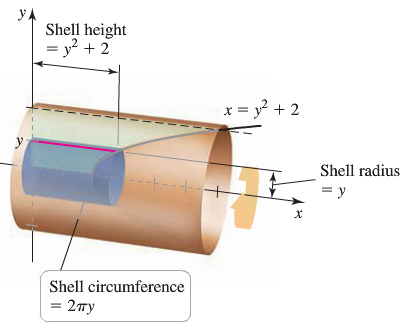 y
Shell height
= y² + 2
x = y² + 2
y
Shell radius
= y
x
Shell circumference
= 2πy